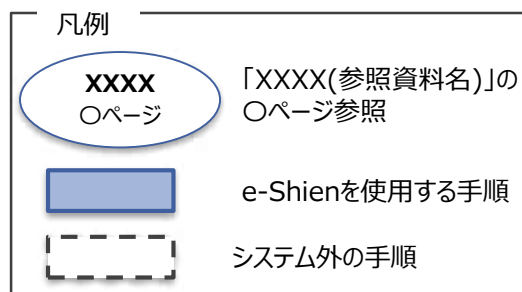 凡例
XXXX
〇ページ
「XXXX(参照資料名)」の
〇ページ参照
e-Shienを使用する手順
システム外の手順